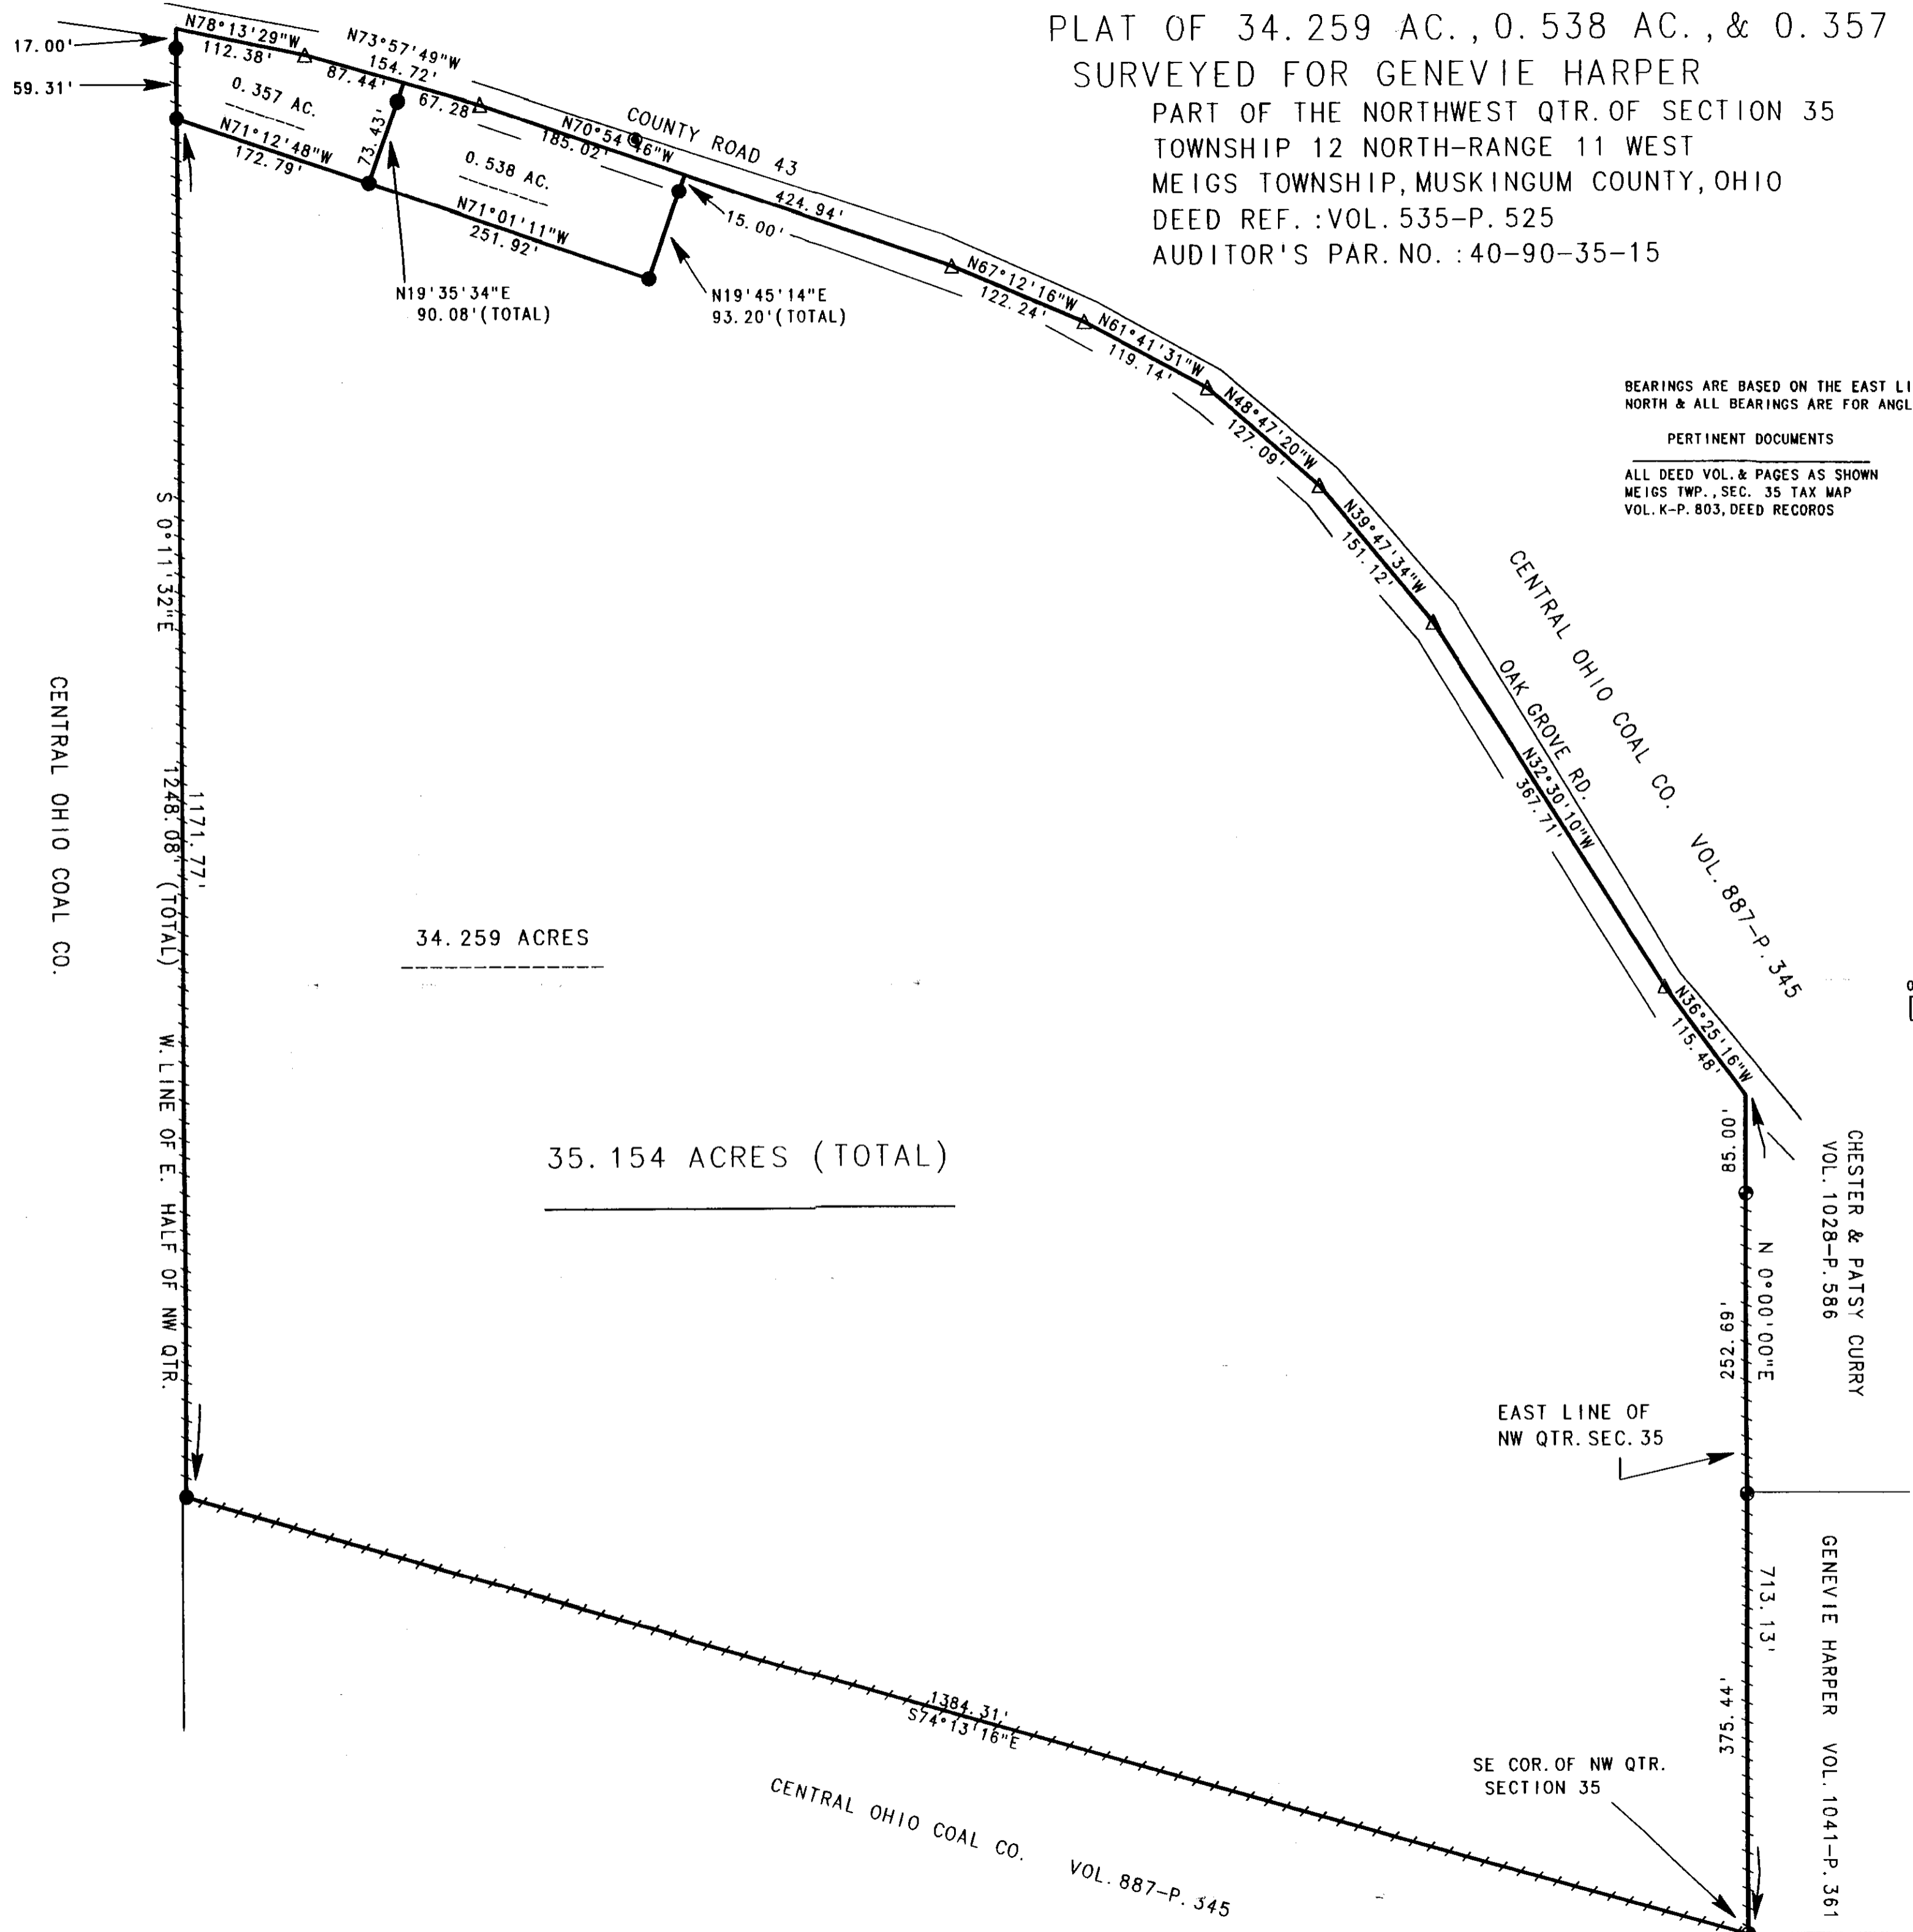 PLAT OF 34.259 AC., 0.538 AC., & 0.357
SURVEYED FOR GENEVIE HARPER
PART OF THE NORTHWEST QTR. OF SECTION 35
TOWNSHIP 12 NORTH-RANGE 11 WEST
MEIGS TOWNSHIP, MUSKINGUM COUNTY, OHIO
DEED REF. : VOL. 535-P. 525
AUDITOR'S PAR. NO. : 40-90-35-15
17.00'
59.31'
N78°13'29"W
112.38'
N73°57'49"W
154.72'
87.44'
67.28
0.357 AC.
N71°12'48"W
172.79'
73.43'
N70°54'46"W
185.02'
COUNTY ROAD 43
0.538 AC.
N71°01'11"W
251.92'
424.94'
15.00'
N19'35'34"E
90.08' (TOTAL)
N19'45'14"E
93.20' (TOTAL)
N67°12'16"W
122.24'
N61°41'31"W
119.14'
N48°47'20"W
127.09'
N39°47'34"W
151.12'
BEARINGS ARE BASED ON THE EAST LI
NORTH & ALL BEARINGS ARE FOR ANGL
PERTINENT DOCUMENTS
ALL DEED VOL. & PAGES AS SHOWN
MEIGS TWP., SEC. 35 TAX MAP
VOL. K-P. 803, DEED RECOROS
CENTRAL OHIO COAL CO. VOL. 887-P. 345
OAK GROVE RD.
N32°30'10"W
367.71'
N36°25'16"W
115.48'
S 0°11'32"E
1171.77'
1248.08' (TOTAL)
W. LINE OF E. HALF OF NW QTR.
CENTRAL OHIO COAL CO.
34.259 ACRES
35.154 ACRES (TOTAL)
85.00'
N 0°00'00"E
252.69'
CHESTER & PATSY CURRY
VOL. 1028-P. 586
EAST LINE OF
NW QTR. SEC. 35
713.13'
375.44'
GENEVIE HARPER VOL. 1041-P. 361
1384.31'
S74°13'16"E
SE COR. OF NW QTR.
SECTION 35
CENTRAL OHIO COAL CO. VOL. 887-P. 345